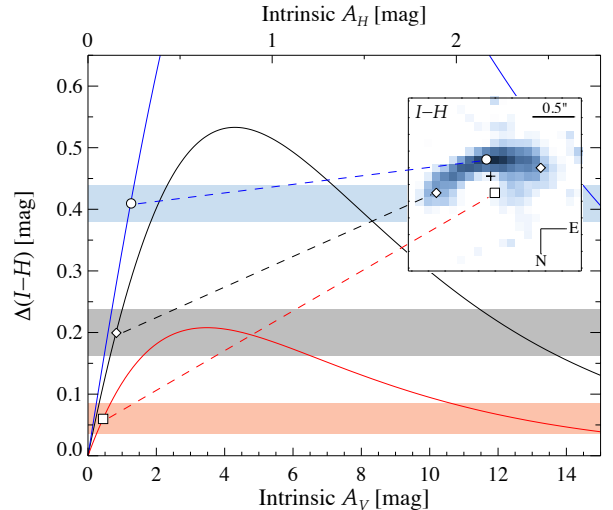 Intrinsic A_H [mag]
0 1 2
0.6
0.5
0.4
0.3
0.2
0.1
0.0
Δ(I−H) [mag]
I−H
0.5"
E
N
0 2 4 6 8 10 12 14
Intrinsic A_V [mag]